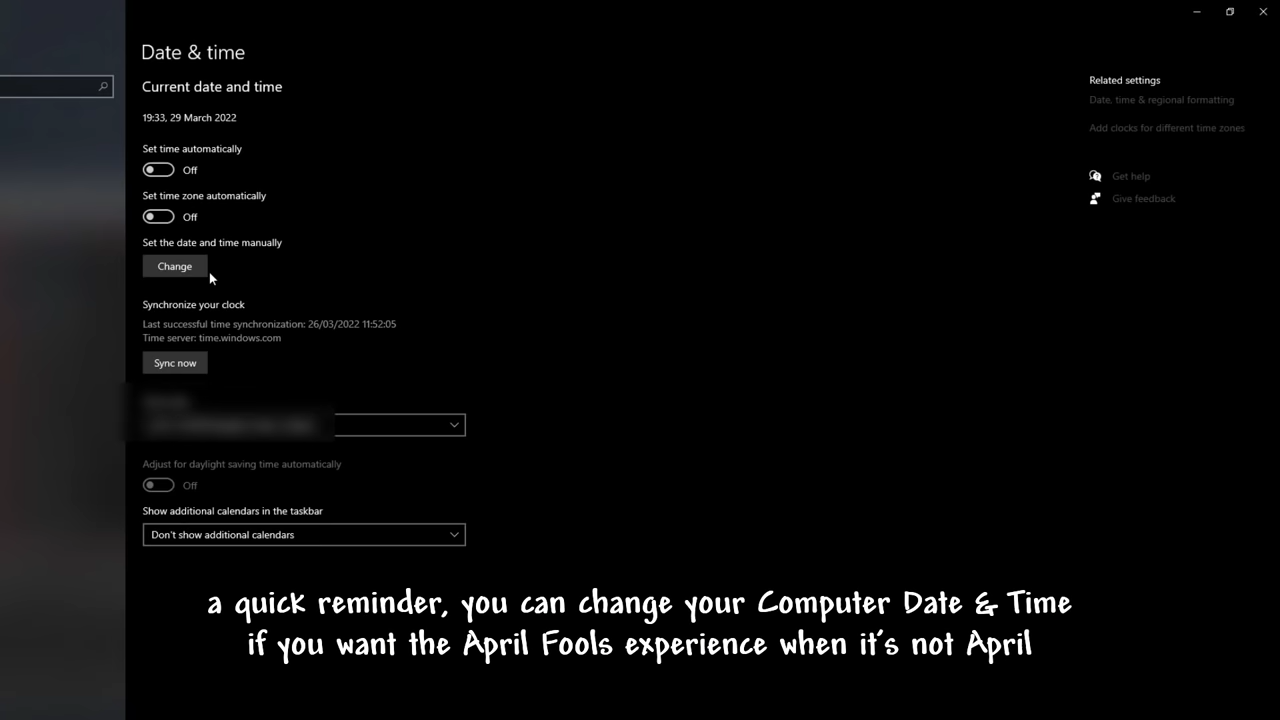 Date & time
Current date and time
19:33, 29 March 2022
Set time automatically
Off
Set time zone automatically
Off
Set the date and time manually
Change
Synchronize your clock
Last successful time synchronization: 26/03/2022 11:52:05
Time server: time.windows.com
Sync now
Adjust for daylight saving time automatically
Off
Show additional calendars in the taskbar
Don't show additional calendars
Related settings
Date, time & regional formatting
Add clocks for different time zones
Get help
Give feedback
a quick reminder, you can change your Computer Date & Time
if you want the April Fools experience when it's not April